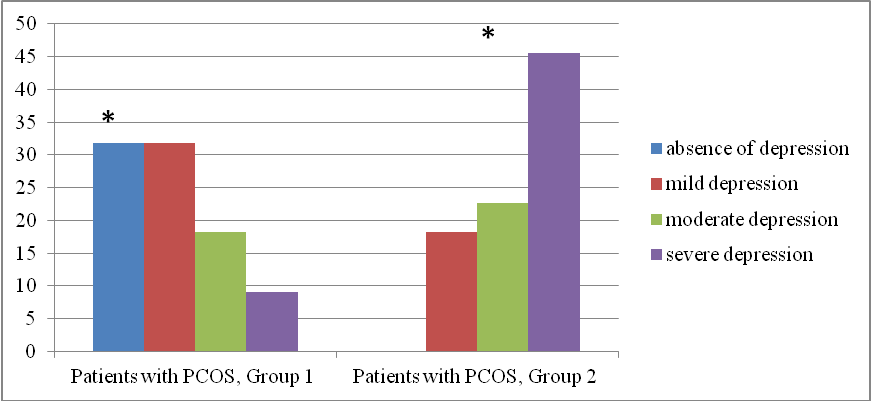 50
45
40
35
30
25
20
15
10
5
0
*
*
Patients with PCOS, Group 1
Patients with PCOS, Group 2
absence of depression
mild depression
moderate depression
severe depression